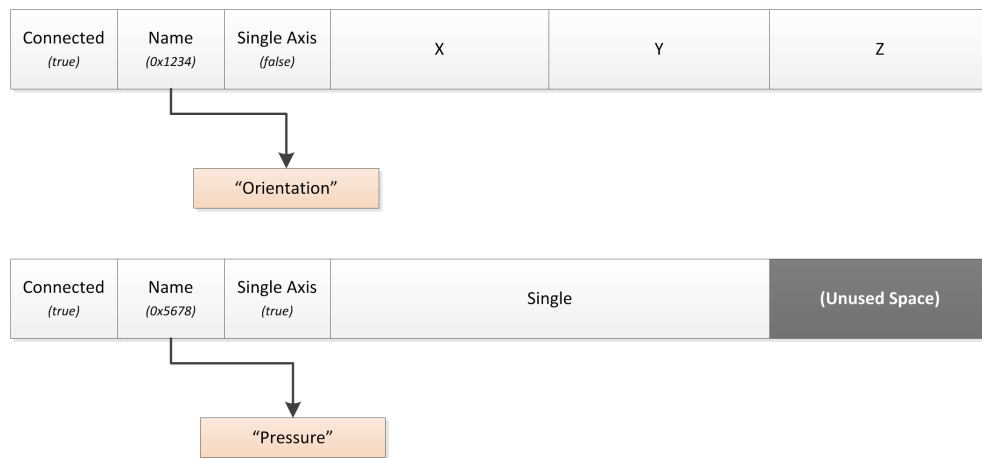 Connected
(true)
Name
(0x1234)
Single Axis
(false)
X
Y
Z
“Orientation”
Connected
(true)
Name
(0x5678)
Single Axis
(true)
Single
(Unused Space)
“Pressure”